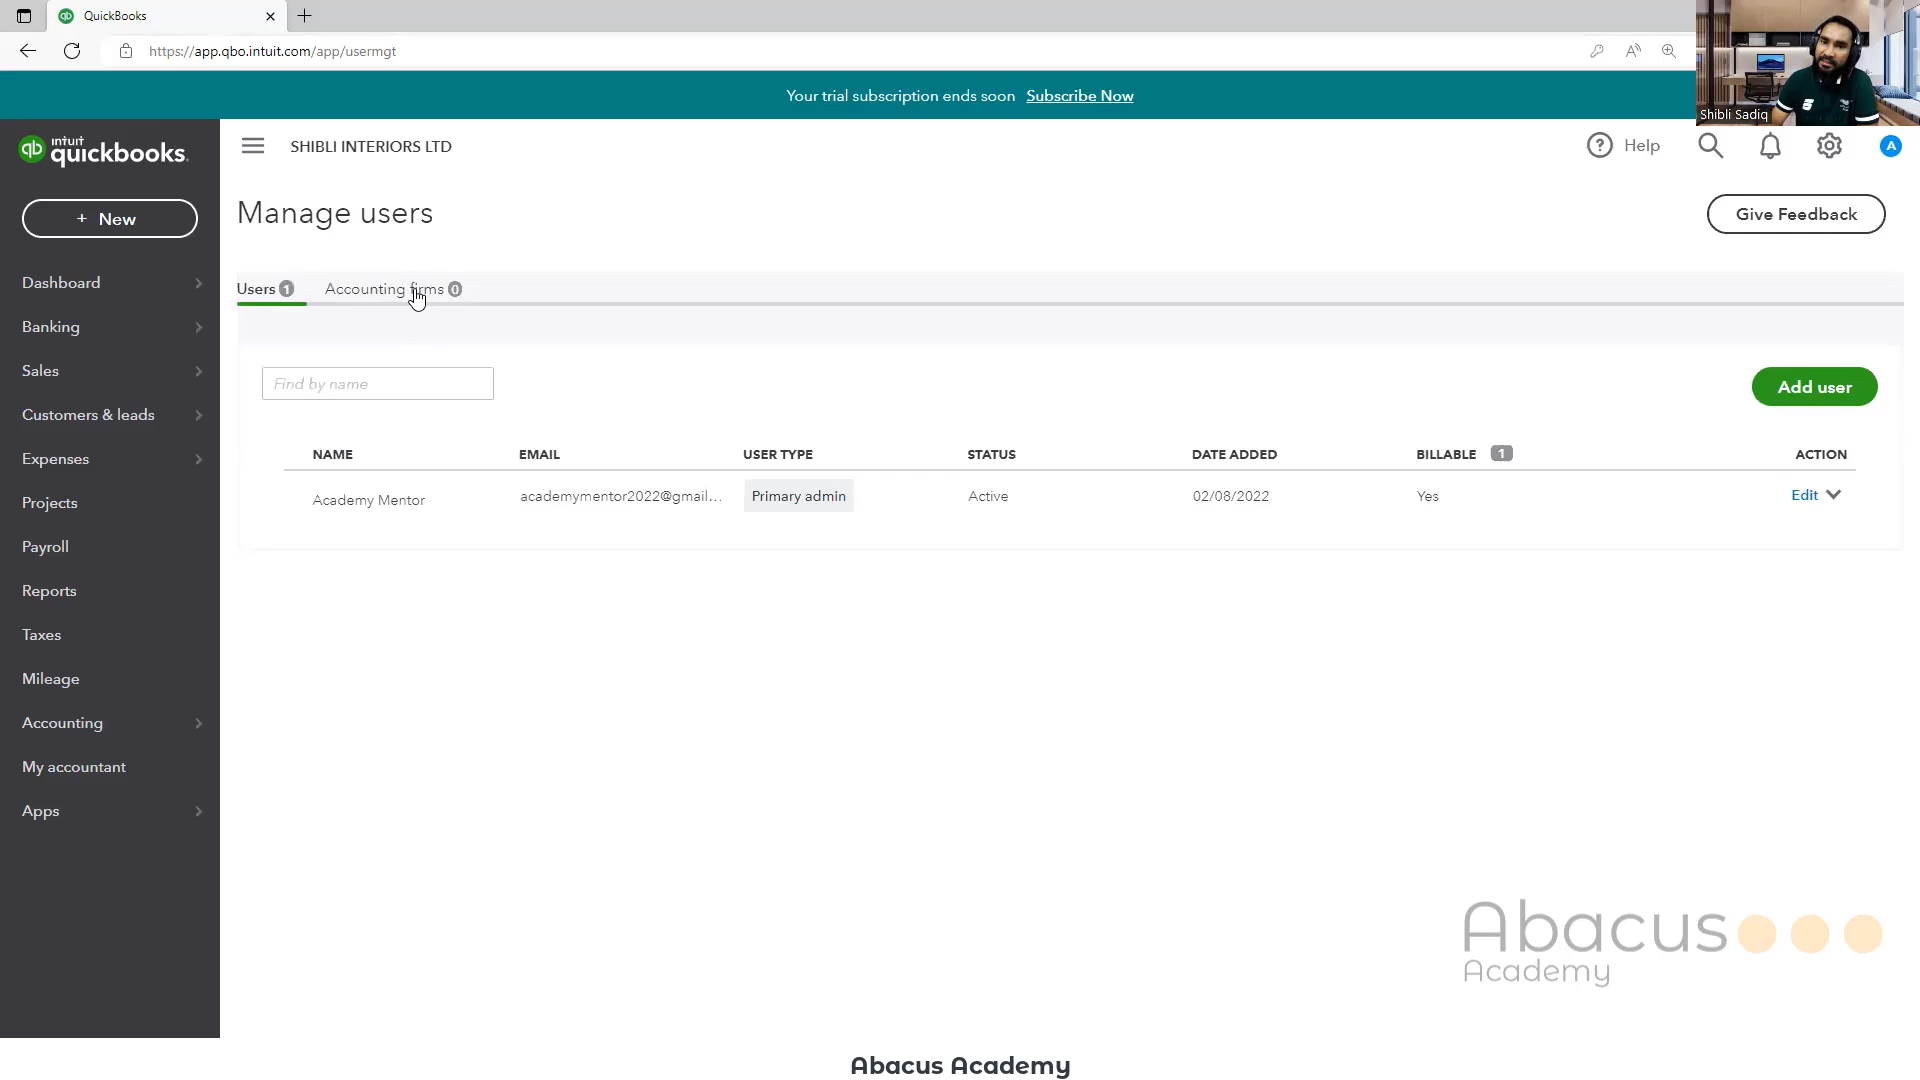 QuickBooks
https://app.qbo.intuit.com/app/usermgt
Your trial subscription ends soon Subscribe Now
Shibli Sadiq
qb intuit quickbooks.
SHIBLI INTERIORS LTD
? Help
A
+ New
Manage users
Give Feedback
Dashboard
Banking
Sales
Customers & leads
Expenses
Projects
Payroll
Reports
Taxes
Mileage
Accounting
My accountant
Apps
Users 1 Accounting firms 0
Find by name
Add user
NAME EMAIL USER TYPE STATUS DATE ADDED BILLABLE 1 ACTION
Academy Mentor academymentor2022@gmail... Primary admin Active 02/08/2022 Yes Edit
Abacus
Academy
Abacus Academy